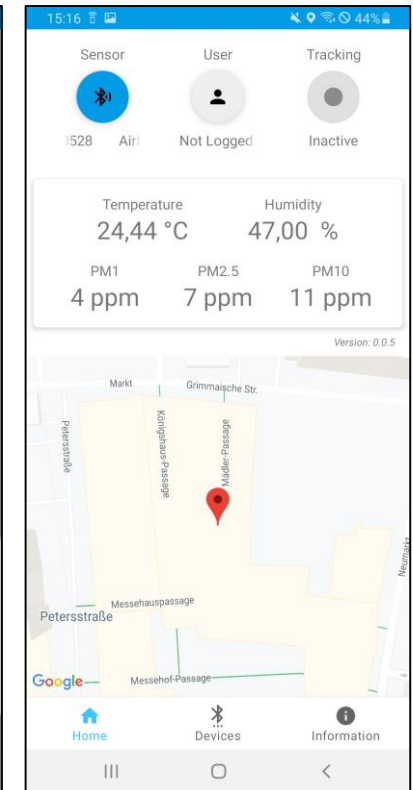 15:16 44%
Sensor User Tracking
Not Logged Inactive
Temperature Humidity
24,44 °C 47,00 %
PM1 PM2.5 PM10
4 ppm 7 ppm 11 ppm
Version: 0.0.5
Markt Grimmaische Str.
Petersstraße
Königshaus-Passage
Mädler-Passage
Neumarkt
Messehauspassage
Petersstraße
Google Messehof-Passage
Home Devices Information